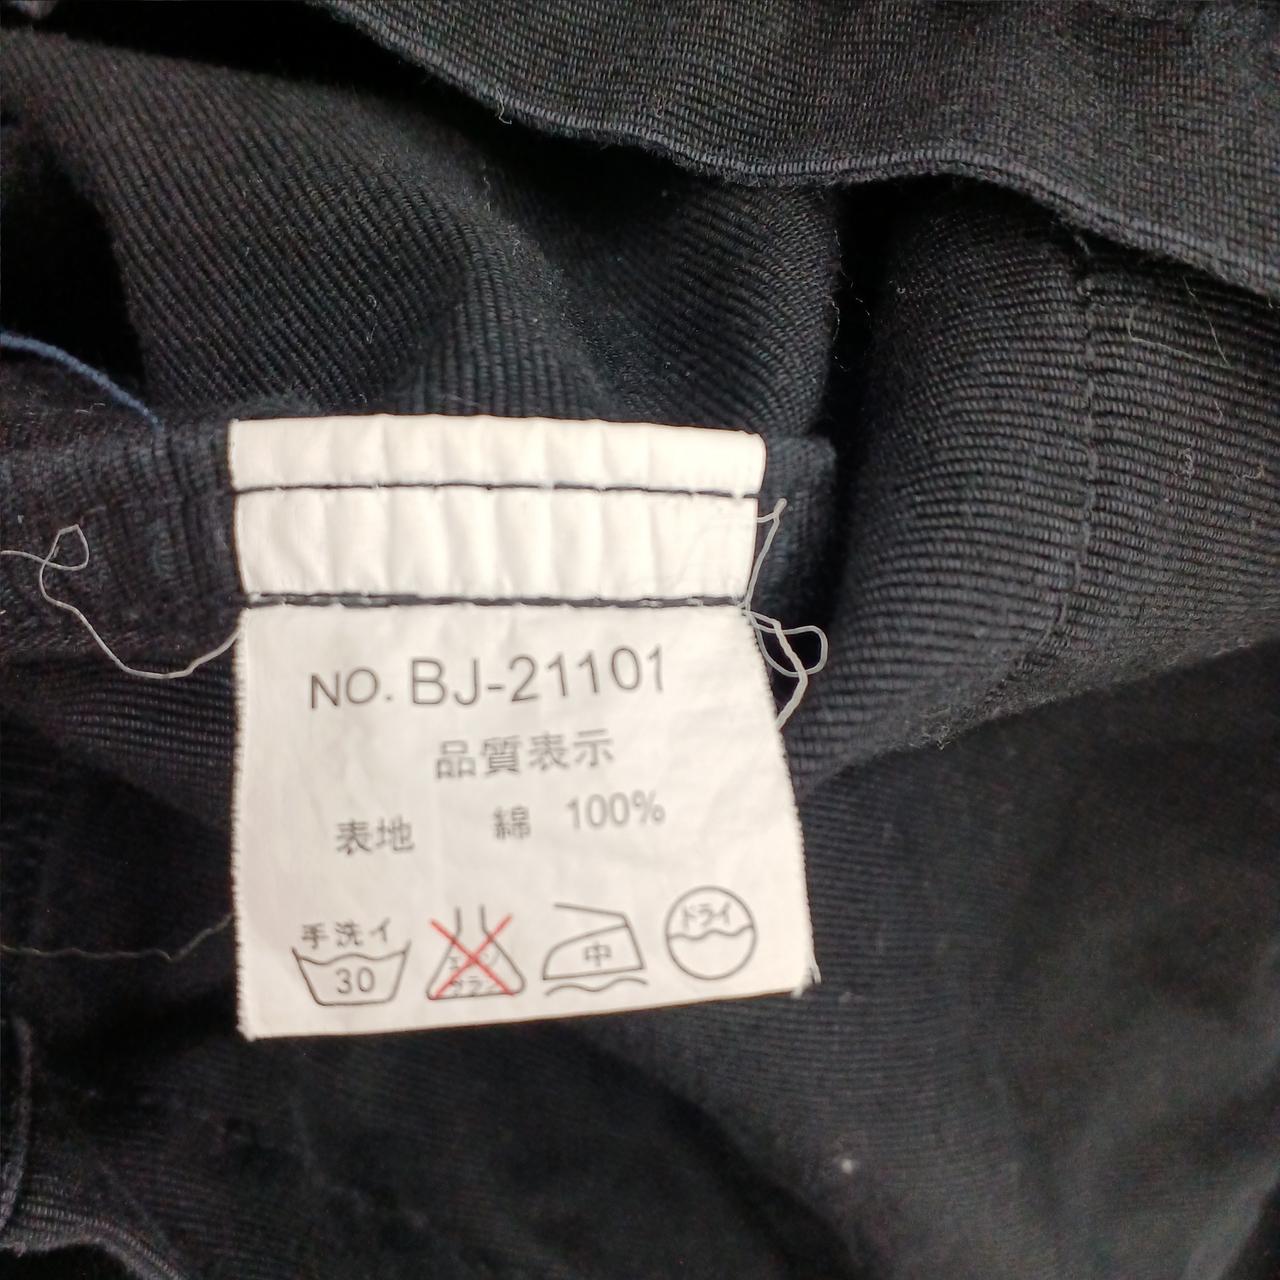 NO. BJ-21101
品質表示
表地 綿 100%
手洗イ ドライ
30 中